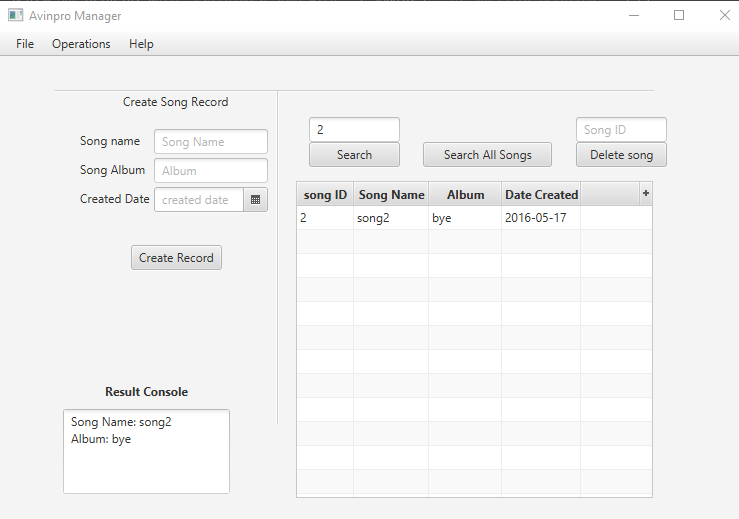 Avinpro Manager
File Operations Help
Create Song Record
Song name Song Name
Song Album Album
Created Date created date
Create Record
Result Console
Song Name: song2
Album: bye
2 Song ID
Search Search All Songs Delete song
song ID Song Name Album Date Created +
2 song2 bye 2016-05-17